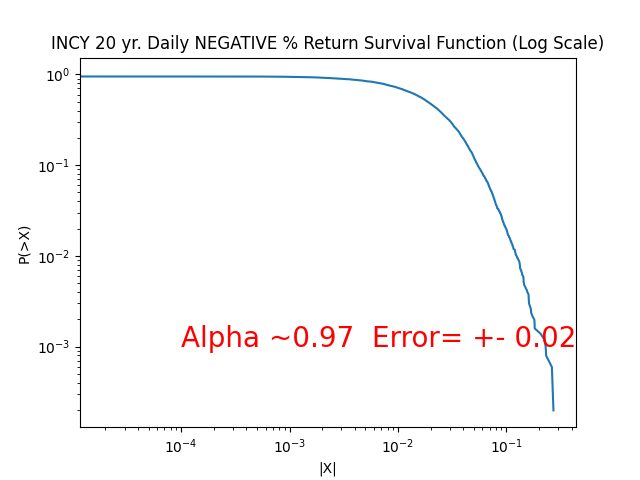 INCY 20 yr. Daily NEGATIVE % Return Survival Function (Log Scale)
10⁰
10⁻¹
P(>X)
10⁻²
Alpha ~0.97  Error= +- 0.02
10⁻³
10⁻⁴ 10⁻³ 10⁻² 10⁻¹
|X|